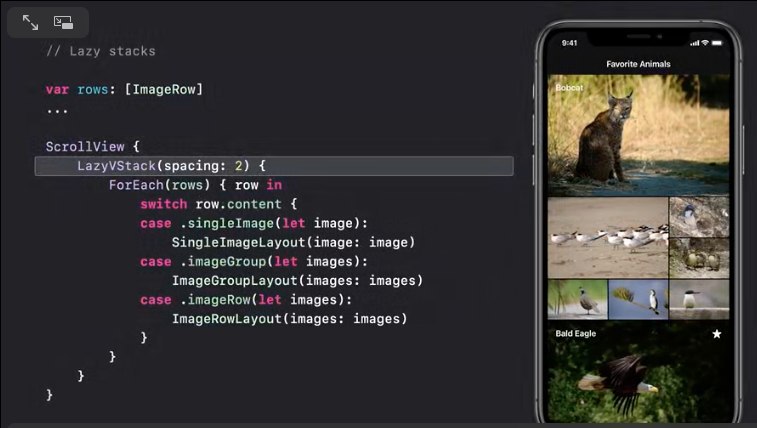 // Lazy stacks
var rows: [ImageRow]
...
ScrollView {
LazyVStack(spacing: 2) {
ForEach(rows) { row in
switch row.content {
case .singleImage(let image):
SingleImageLayout(image: image)
case .imageGroup(let images):
ImageGroupLayout(images: images)
case .imageRow(let images):
ImageRowLayout(images: images)
}
}
}
}
9:41
Favorite Animals
Bobcat
Bald Eagle